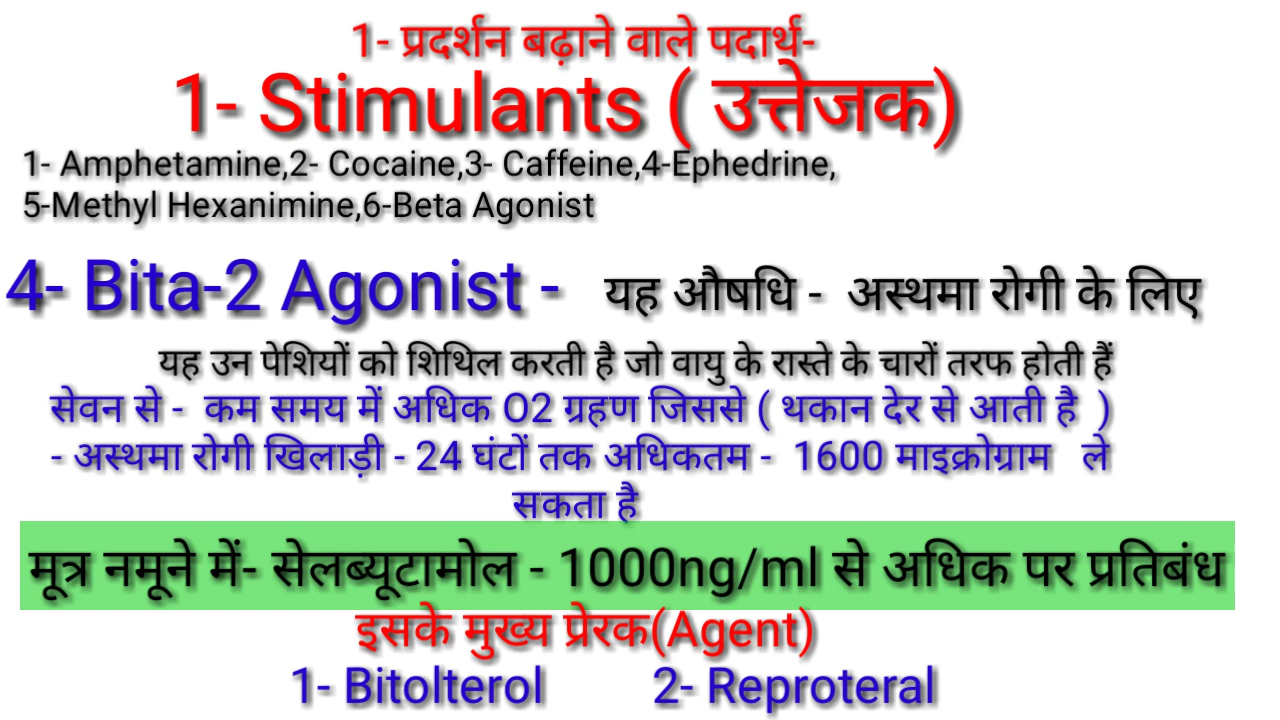 1- प्रदर्शन बढ़ाने वाले पदार्थ-
1- Stimulants ( उत्तेजक)
1- Amphetamine,2- Cocaine,3- Caffeine,4-Ephedrine,
5-Methyl Hexanimine,6-Beta Agonist
4- Bita-2 Agonist - यह औषधि - अस्थमा रोगी के लिए
यह उन पेशियों को शिथिल करती है जो वायु के रास्ते के चारों तरफ होती हैं
सेवन से - कम समय में अधिक O2 ग्रहण जिससे ( थकान देर से आती है )
- अस्थमा रोगी खिलाड़ी - 24 घंटों तक अधिकतम - 1600 माइक्रोग्राम ले
सकता है
मूत्र नमूने में- सेलब्यूटामोल - 1000ng/ml से अधिक पर प्रतिबंध
इसके मुख्य प्रेरक(Agent)
1- Bitolterol 2- Reproteral